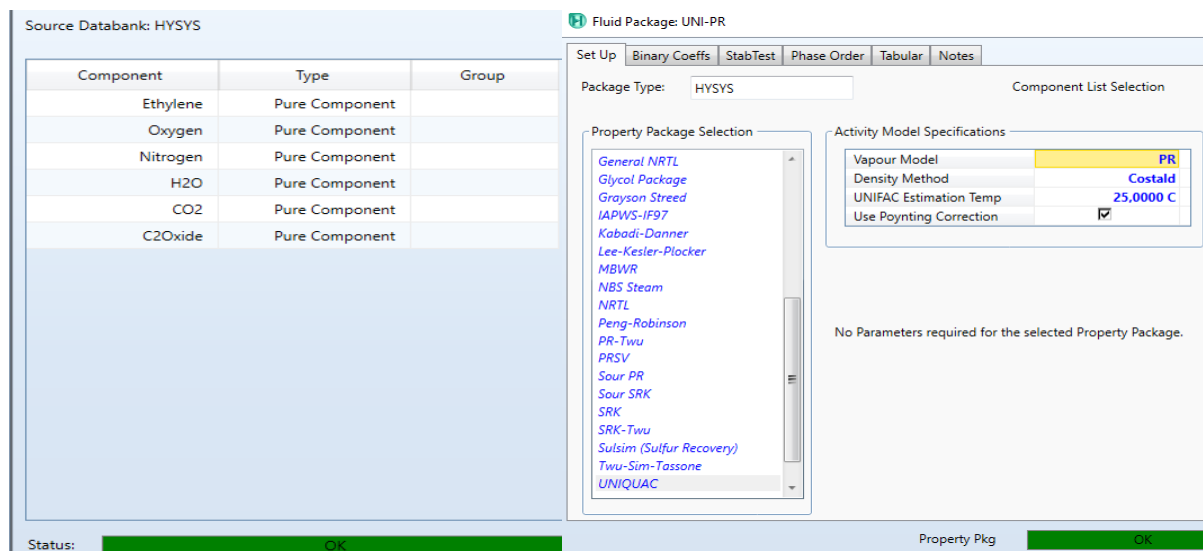 Source Databank: HYSYS
Component Type Group
Ethylene Pure Component
Oxygen Pure Component
Nitrogen Pure Component
H2O Pure Component
CO2 Pure Component
C2Oxide Pure Component
Status: OK
Fluid Package: UNI-PR
Set Up Binary Coeffs StabTest Phase Order Tabular Notes
Package Type: HYSYS Component List Selection
Property Package Selection
General NRTL
Glycol Package
Grayson Streed
IAPWS-IF97
Kabadi-Danner
Lee-Kesler-Plocker
MBWR
NBS Steam
NRTL
Peng-Robinson
PR-Twu
PRSV
Sour PR
Sour SRK
SRK
SRK-Twu
Sulsim (Sulfur Recovery)
Twu-Sim-Tassone
UNIQUAC
Activity Model Specifications
Vapour Model PR
Density Method Costald
UNIFAC Estimation Temp 25,0000 C
Use Poynting Correction
No Parameters required for the selected Property Package.
Property Pkg OK